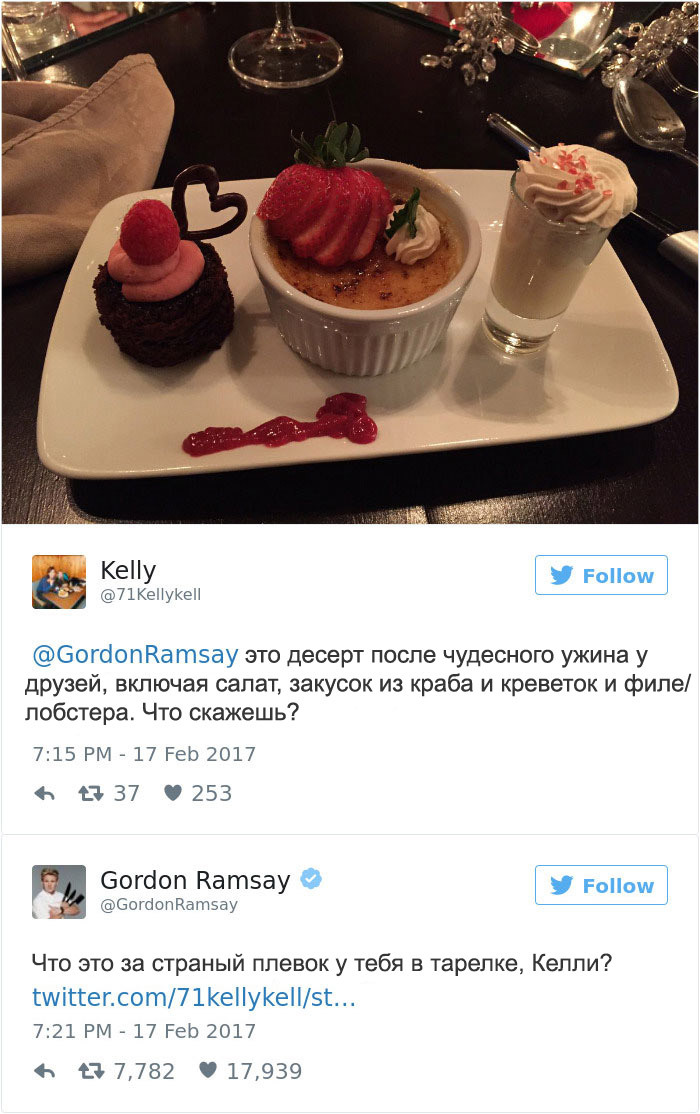 Kelly
@71Kellykell
Follow
@GordonRamsay это десерт после чудесного ужина у
друзей, включая салат, закусок из краба и креветок и филе/
лобстера. Что скажешь?
7:15 PM - 17 Feb 2017
37 253
Gordon Ramsay
@GordonRamsay
Follow
Что это за страный плевок у тебя в тарелке, Келли?
twitter.com/71kellykell/st...
7:21 PM - 17 Feb 2017
7,782 17,939